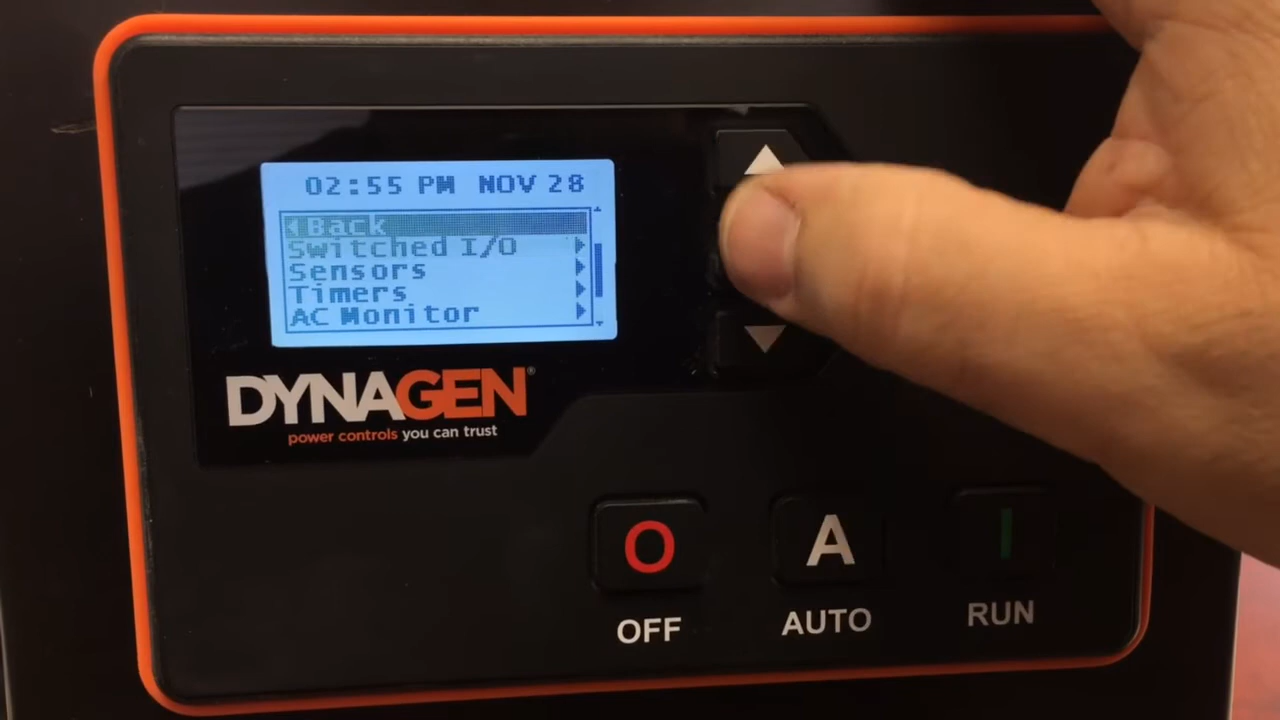 02:55 PM NOV 28
Back
Switched I/O
Sensors
Timers
AC Monitor
DYNAGEN®
power controls you can trust
O
A
I
OFF
AUTO
RUN